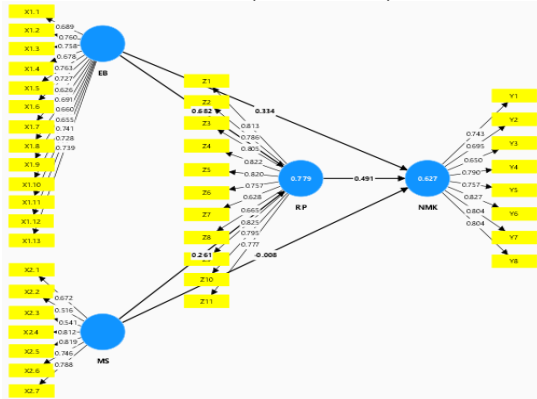 X1.1
X1.2
X1.3
X1.4
X1.5
X1.6
X1.7
X1.8
X1.9
X1.10
X1.11
X1.12
X1.13
0.689
0.760
0.758
0.678
0.763
0.727
0.626
0.691
0.660
0.655
0.741
0.728
0.739
EB
X2.1
X2.2
X2.3
X2.4
X2.5
X2.6
X2.7
0.672
0.516
0.541
0.812
0.819
0.746
0.788
MS
0.682
0.334
0.261
-0.008
Z1
Z2
Z3
Z4
Z5
Z6
Z7
Z8
Z10
Z11
0.813
0.786
0.805
0.822
0.820
0.757
0.628
0.665
0.825
0.795
0.777
0.779
RP
0.491
0.627
NMK
0.743
0.695
0.650
0.790
0.757
0.827
0.804
0.804
Y1
Y2
Y3
Y4
Y5
Y6
Y7
Y8